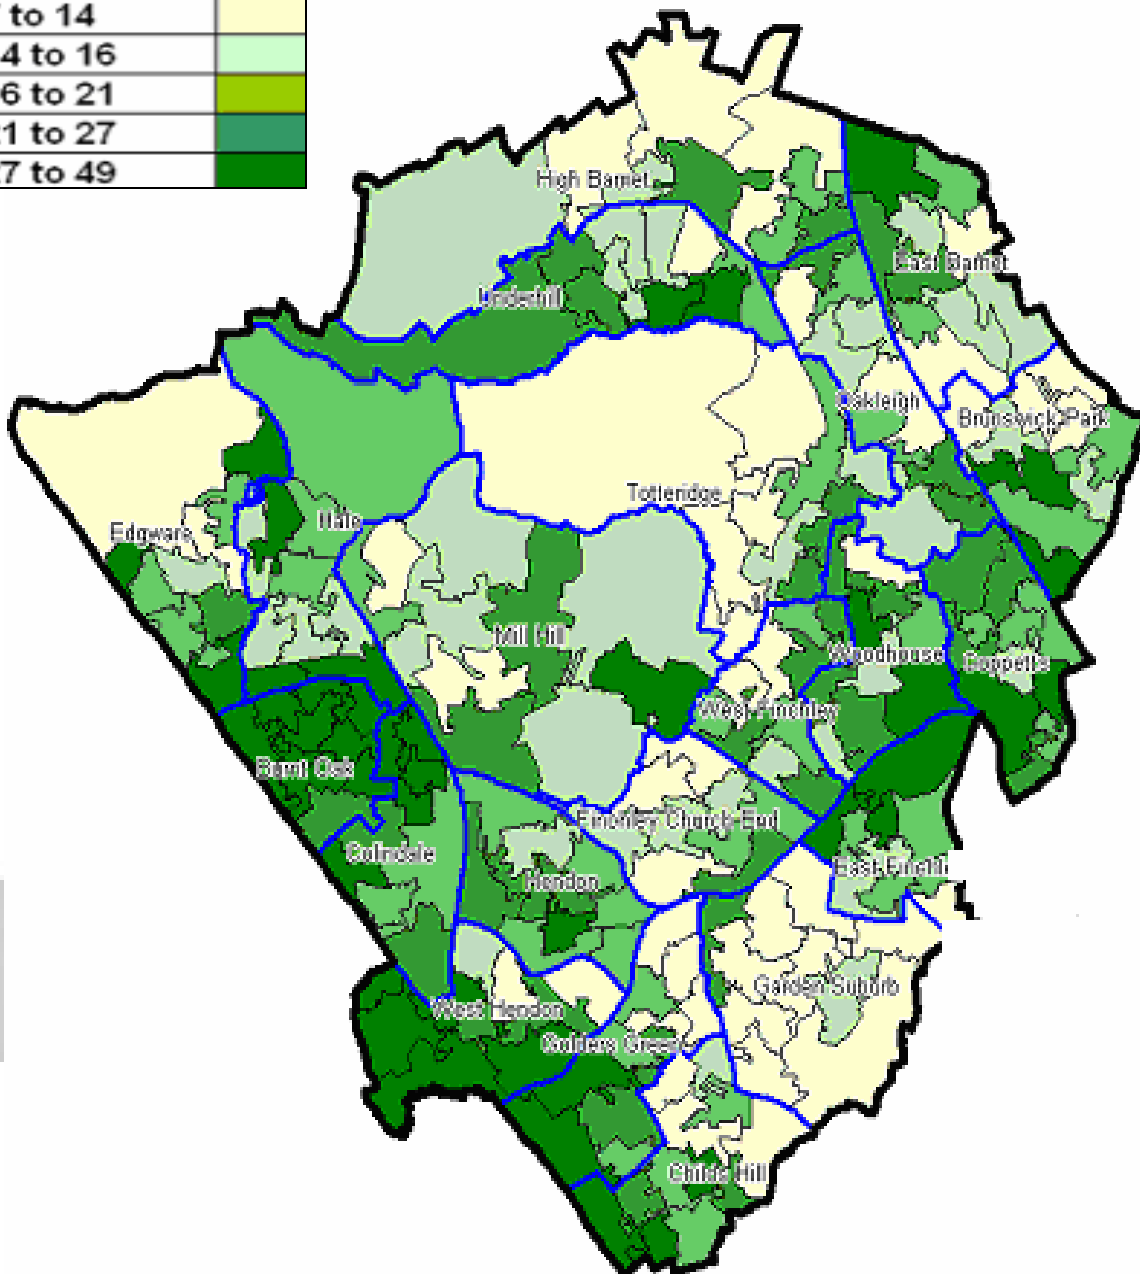 to 14
4 to 16
6 to 21
1 to 27
7 to 49
High Barnet
East Barnet
Underhill
Oakleigh
Brunswick Park
Totteridge
Edgware
Hale
Mill Hill
Woodhouse
Coppetts
West Finchley
Burnt Oak
Finchley Church End
Colindale
East Finchl
Hendon
Garden Suburb
West Hendon
Golders Green
Childs Hill